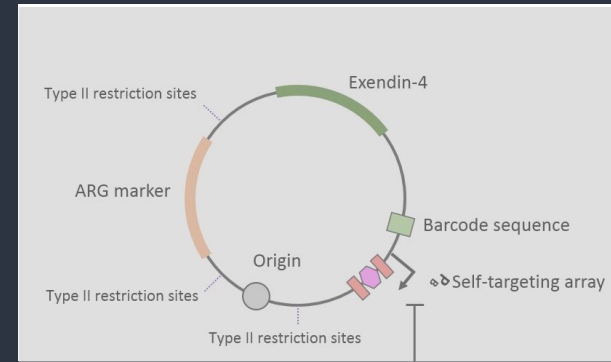 Exendin-4
Type II restriction sites
ARG marker
Barcode sequence
Origin
Self-targeting array
Type II restriction sites
Type II restriction sites